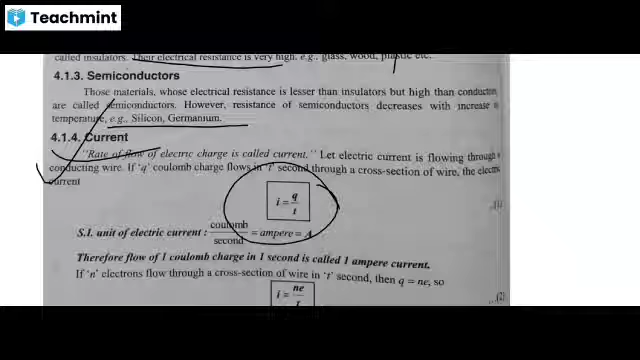 Teachmint
called insulators. Their electrical resistance is very high, e.g., glass, wood, plastic etc.
4.1.3. Semiconductors
Those materials, whose electrical resistance is lesser than insulators but high than conductors
are called semiconductors. However, resistance of semiconductors decreases with increase
temperature, e.g., Silicon, Germanium.
4.1.4. Current
"Rate of flow of electric charge is called current." Let electric current is flowing through
conducting wire. If 'q' coulomb charge flows in 't' second through a cross-section of wire, the electric
current
i = q/t
...(1)
S.I. unit of electric current : coulomb/second = ampere = A
Therefore flow of 1 coulomb charge in 1 second is called 1 ampere current.
If 'n' electrons flow through a cross-section of wire in 't' second, then q = ne, so
i = ne/t
...(2)